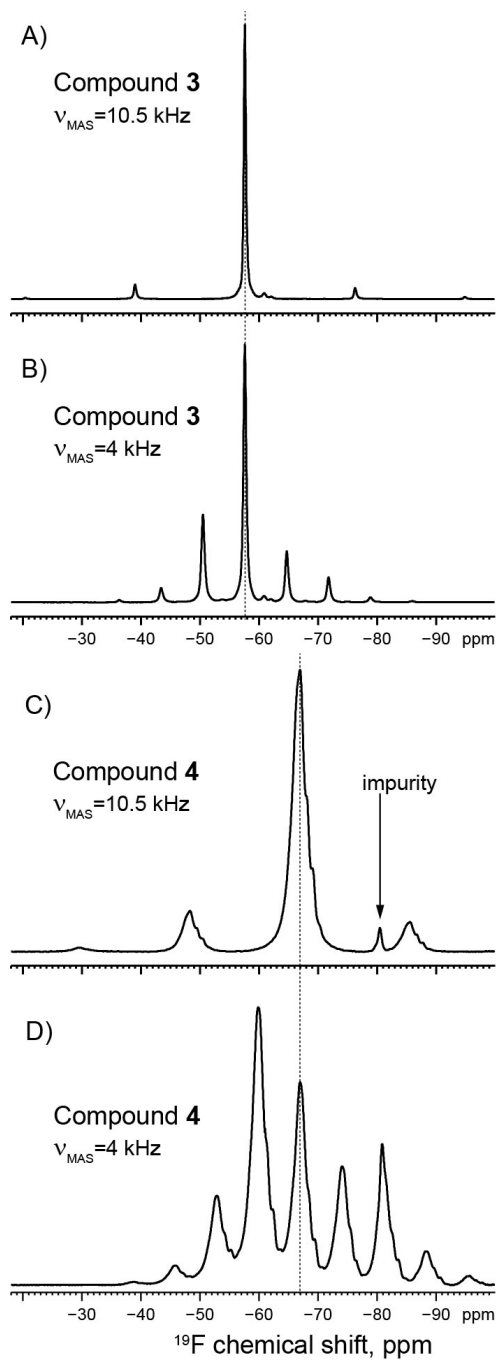 A)
Compound 3
νMAS=10.5 kHz
B)
Compound 3
νMAS=4 kHz
−30 −40 −50 −60 −70 −80 −90 ppm
C)
Compound 4
νMAS=10.5 kHz
impurity
D)
Compound 4
νMAS=4 kHz
−30 −40 −50 −60 −70 −80 −90 ppm
¹⁹F chemical shift, ppm